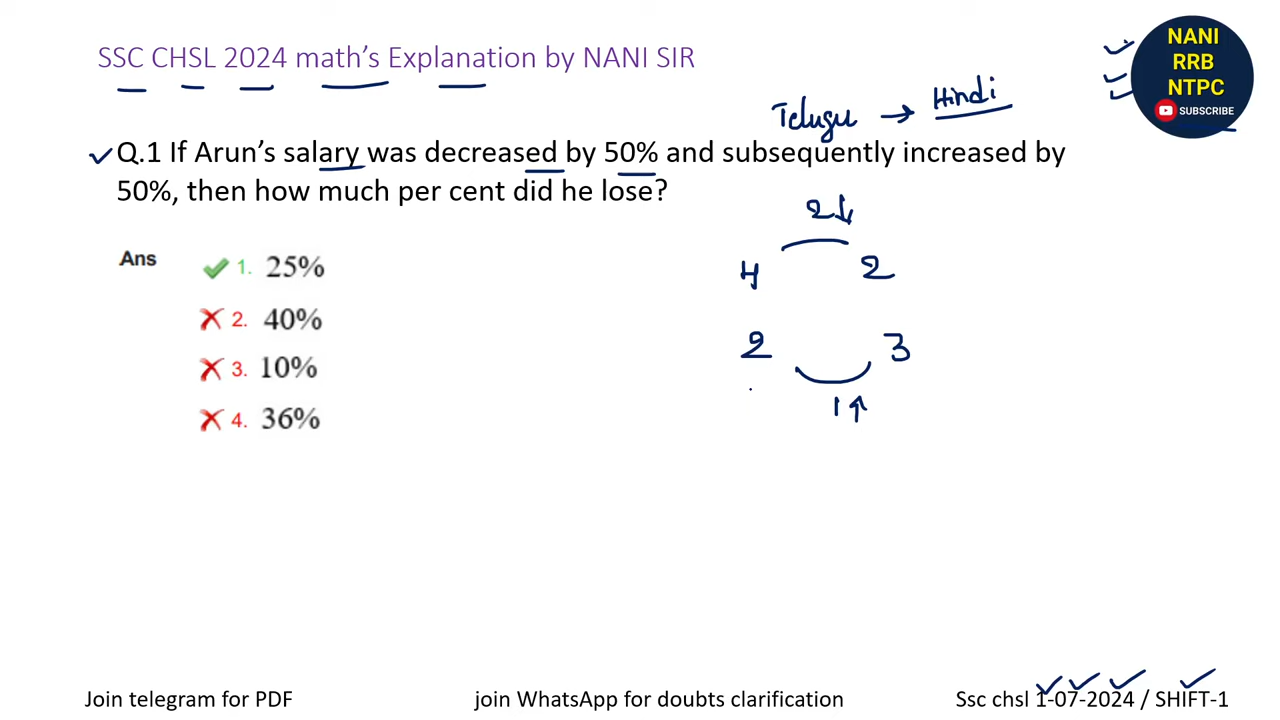 SSC CHSL 2024 math's Explanation by NANI SIR
NANI
RRB
NTPC
SUBSCRIBE
Telugu → Hindi
Q.1 If Arun's salary was decreased by 50% and subsequently increased by
50%, then how much per cent did he lose?
2↓
4 2
2 3
1↑
Ans
1. 25%
2. 40%
3. 10%
4. 36%
Join telegram for PDF
join WhatsApp for doubts clarification
Ssc chsl 1-07-2024 / SHIFT-1